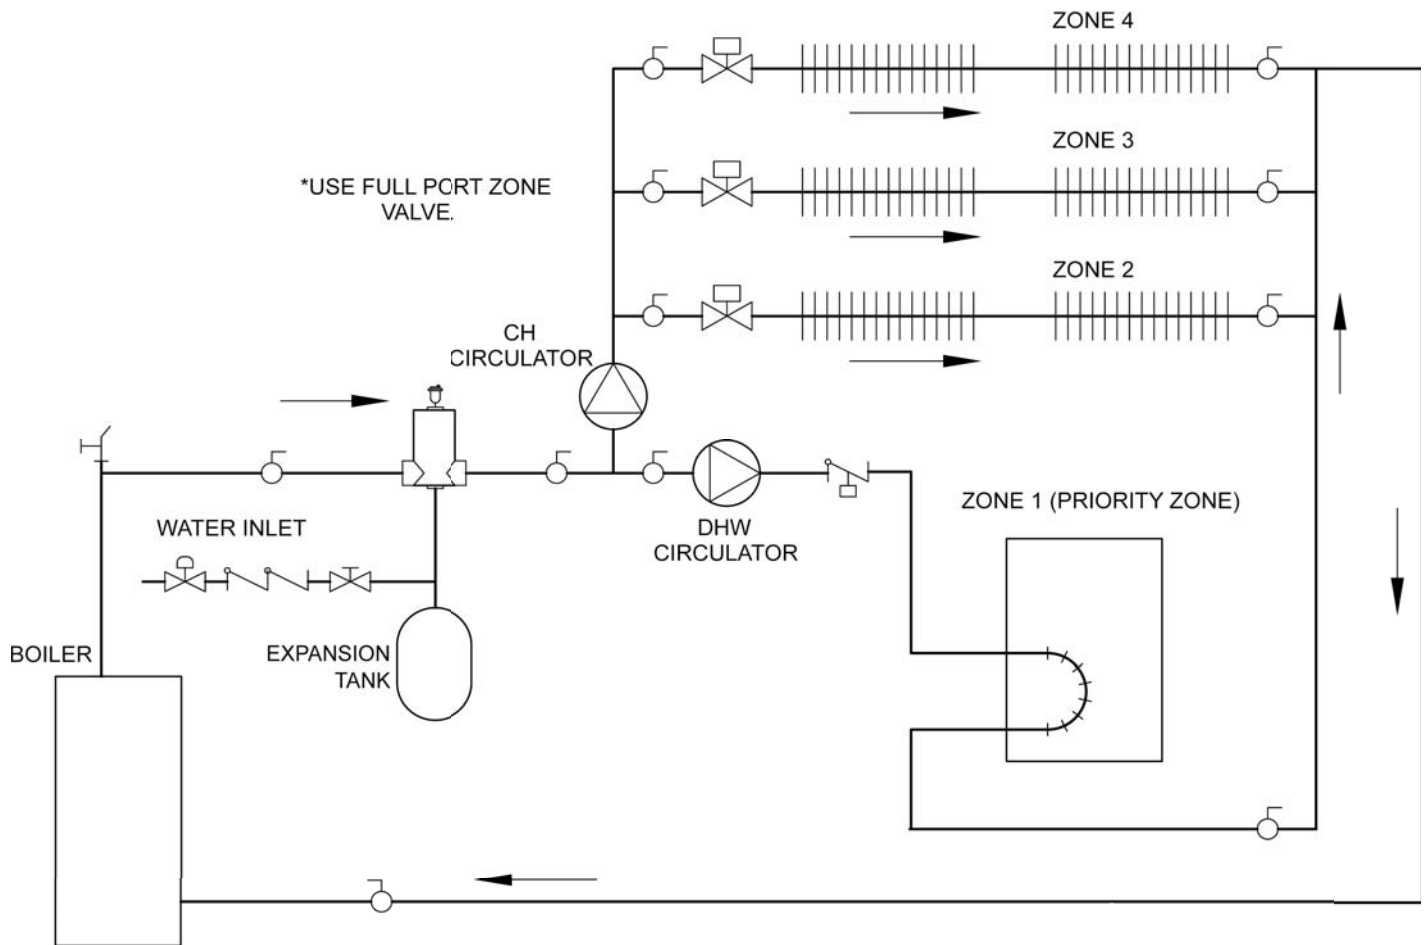 ZONE 4
ZONE 3
*USE FULL PORT ZONE
VALVE.
ZONE 2
CH
CIRCULATOR
ZONE 1 (PRIORITY ZONE)
WATER INLET
DHW
CIRCULATOR
BOILER
EXPANSION
TANK